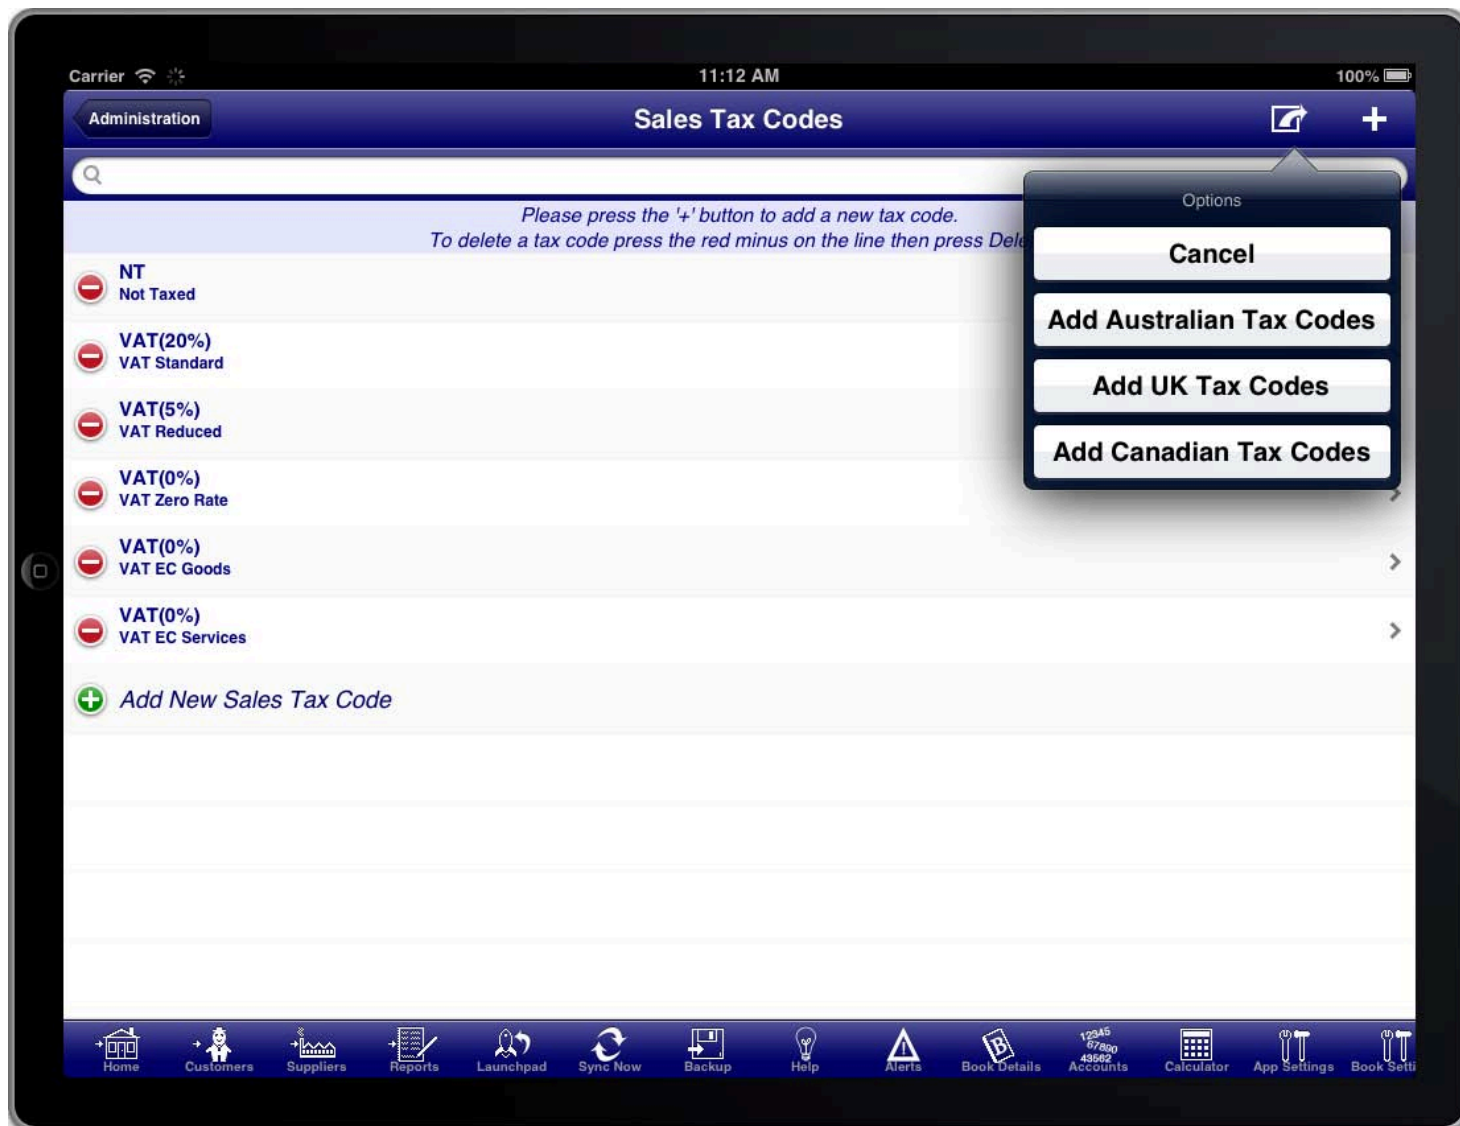 Carrier
11:12 AM
100%
Administration
Sales Tax Codes
Options
Cancel
Add Australian Tax Codes
Add UK Tax Codes
Add Canadian Tax Codes
Please press the '+' button to add a new tax code.
To delete a tax code press the red minus on the line then press Dele
NT
Not Taxed
VAT(20%)
VAT Standard
VAT(5%)
VAT Reduced
VAT(0%)
VAT Zero Rate
VAT(0%)
VAT EC Goods
VAT(0%)
VAT EC Services
Add New Sales Tax Code
12345
67890
43562
Home
Customers
Suppliers
Reports
Launchpad
Sync Now
Backup
Help
Alerts
B
Book Details
Accounts
Calculator
App Settings
Book Setti